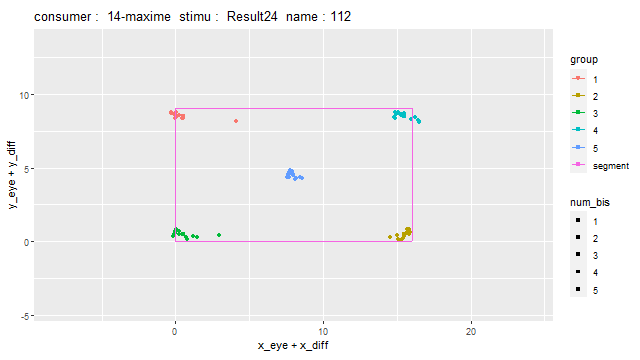 consumer :  14-maxime  stimu :  Result24  name : 112
y_eye + y_diff
10
5
0
-5
0
10
20
x_eye + x_diff
group
1
2
3
4
5
segment
num_bis
1
2
3
4
5